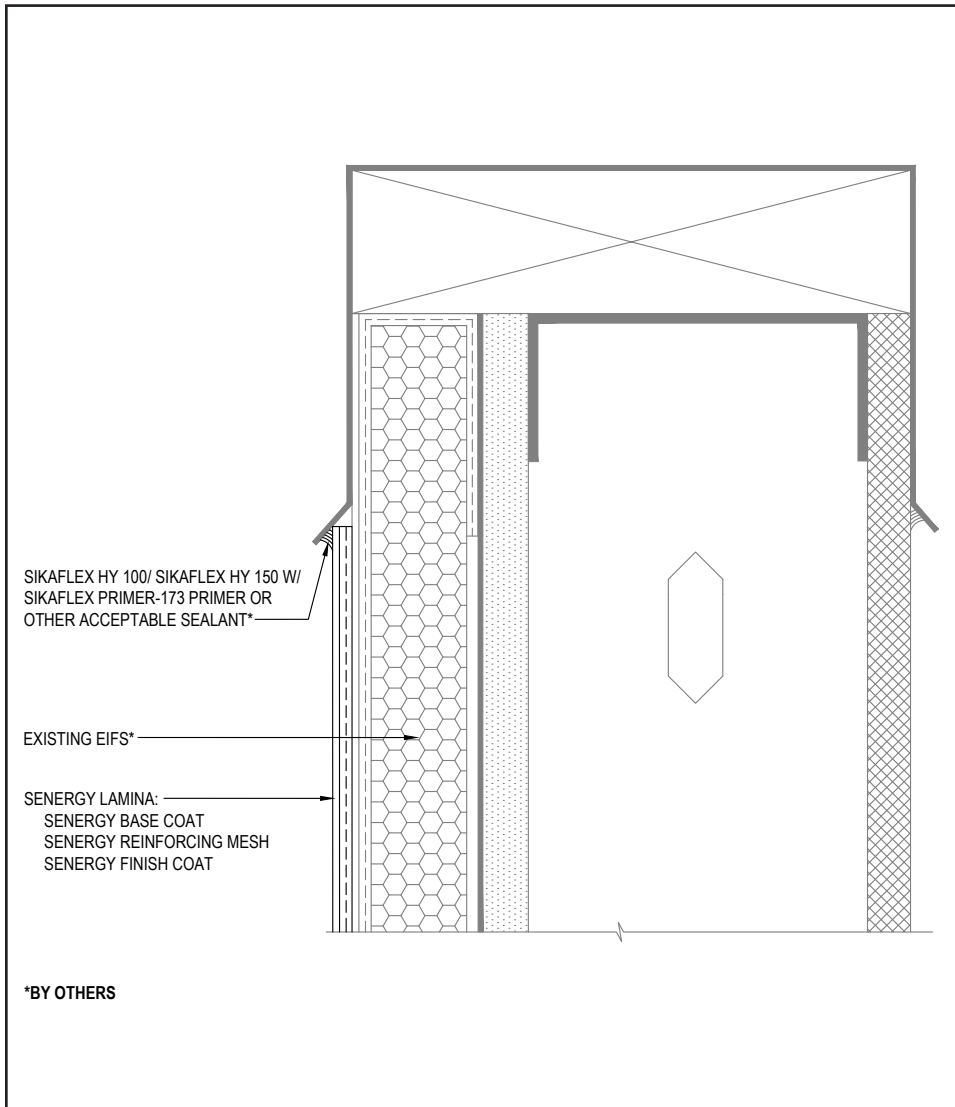 SIKAFLEX HY 100/ SIKAFLEX HY 150 W/
SIKAFLEX PRIMER-173 PRIMER OR
OTHER ACCEPTABLE SEALANT*
EXISTING EIFS*
SENERGY LAMINA:
SENERGY BASE COAT
SENERGY REINFORCING MESH
SENERGY FINISH COAT
*BY OTHERS